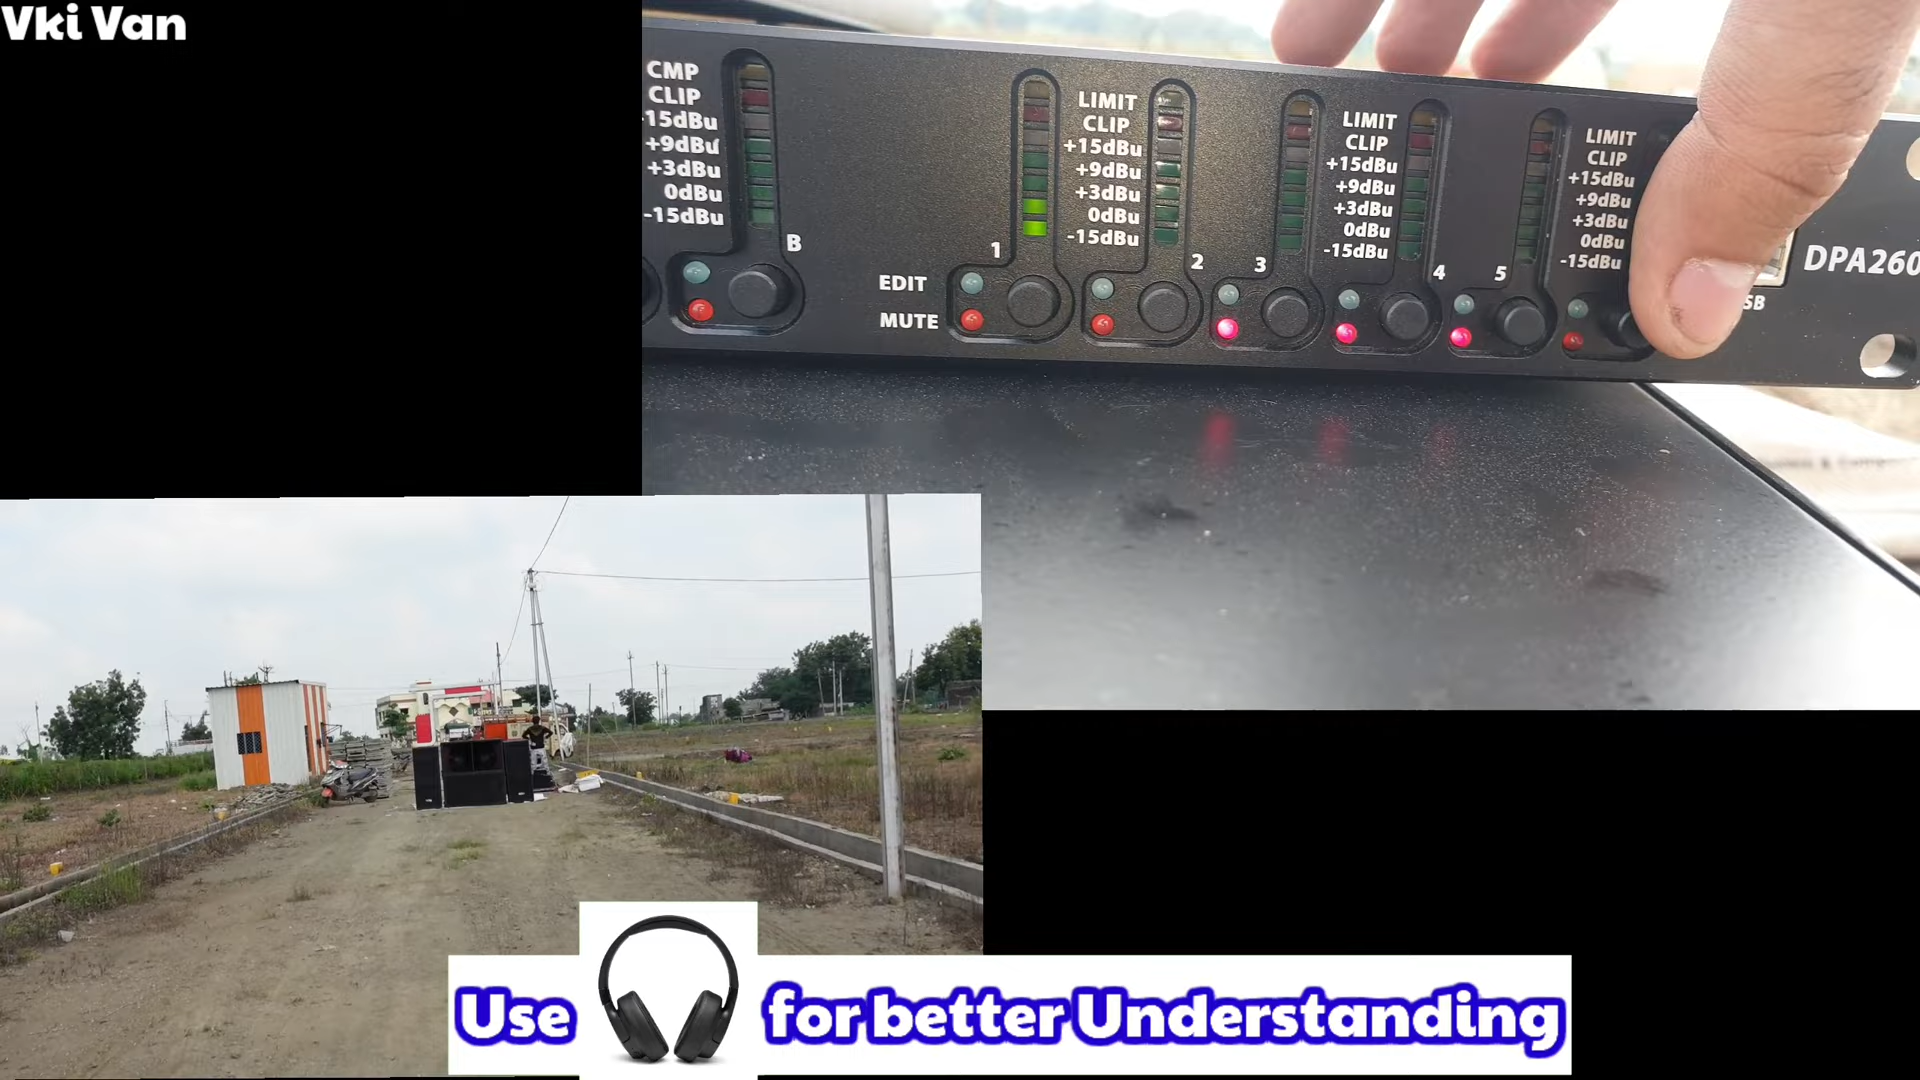 Vki Van
CMP
CLIP
-15dBu
+9dBu
+3dBu
0dBu
-15dBu
B
1
LIMIT
CLIP
+15dBu
+9dBu
+3dBu
0dBu
-15dBu
2
3
LIMIT
CLIP
+15dBu
+9dBu
+3dBu
0dBu
-15dBu
4
5
LIMIT
CLIP
+15dBu
+9dBu
+3dBu
0dBu
-15dBu
EDIT
MUTE
DPA260
SB
Use for better Understanding